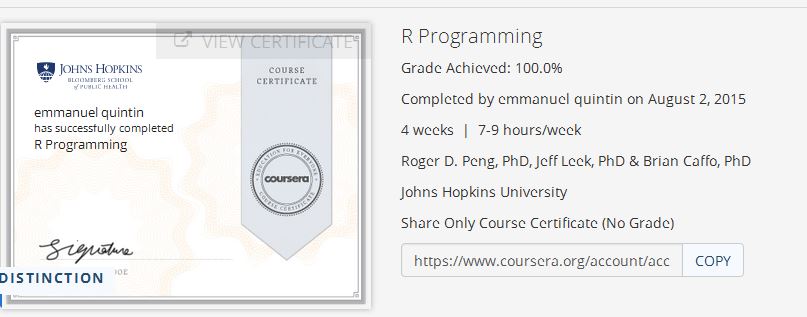 VIEW CERTIFICATE
JOHNS HOPKINS
BLOOMBERG SCHOOL
of PUBLIC HEALTH
emmanuel quintin
has successfully completed
R Programming
COURSE
CERTIFICATE
EDUCATION FOR EVERYONE
coursera
COURSE CERTIFICATE
Signature
OE
DISTINCTION
R Programming
Grade Achieved: 100.0%
Completed by emmanuel quintin on August 2, 2015
4 weeks | 7-9 hours/week
Roger D. Peng, PhD, Jeff Leek, PhD & Brian Caffo, PhD
Johns Hopkins University
Share Only Course Certificate (No Grade)
https://www.coursera.org/account/acc COPY